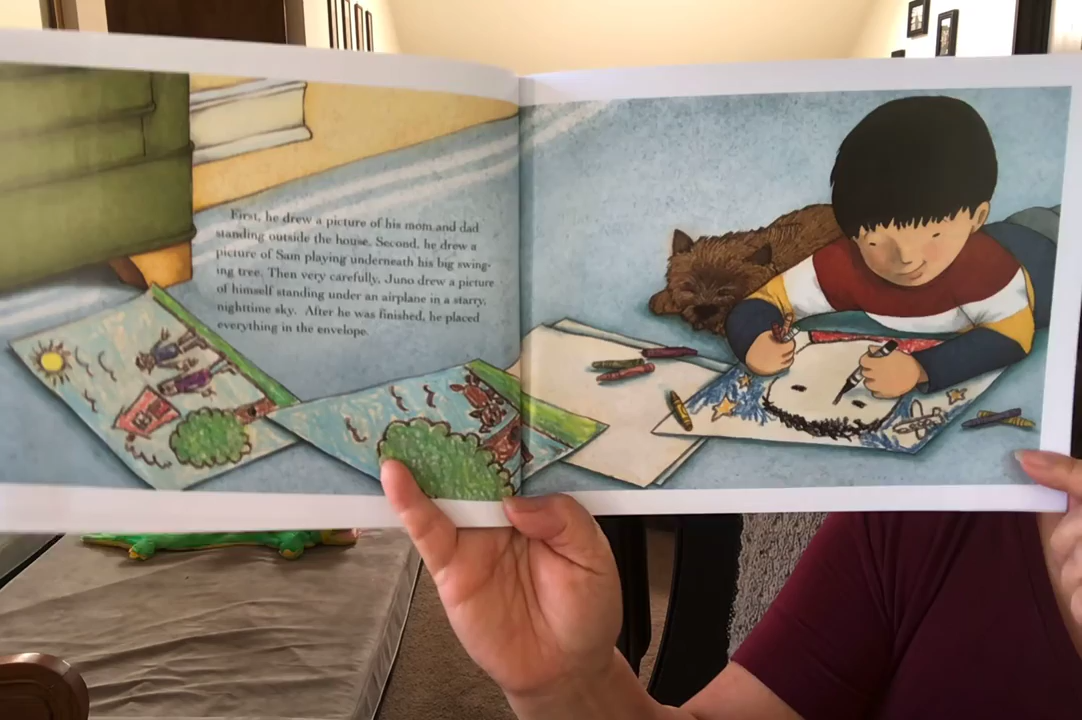 First, he drew a picture of his mom and dad
standing outside the house. Second, he drew a
picture of Sam playing underneath his big swing-
ing tree. Then very carefully, Juno drew a picture
of himself standing under an airplane in a starry,
nighttime sky. After he was finished, he placed
everything in the envelope.